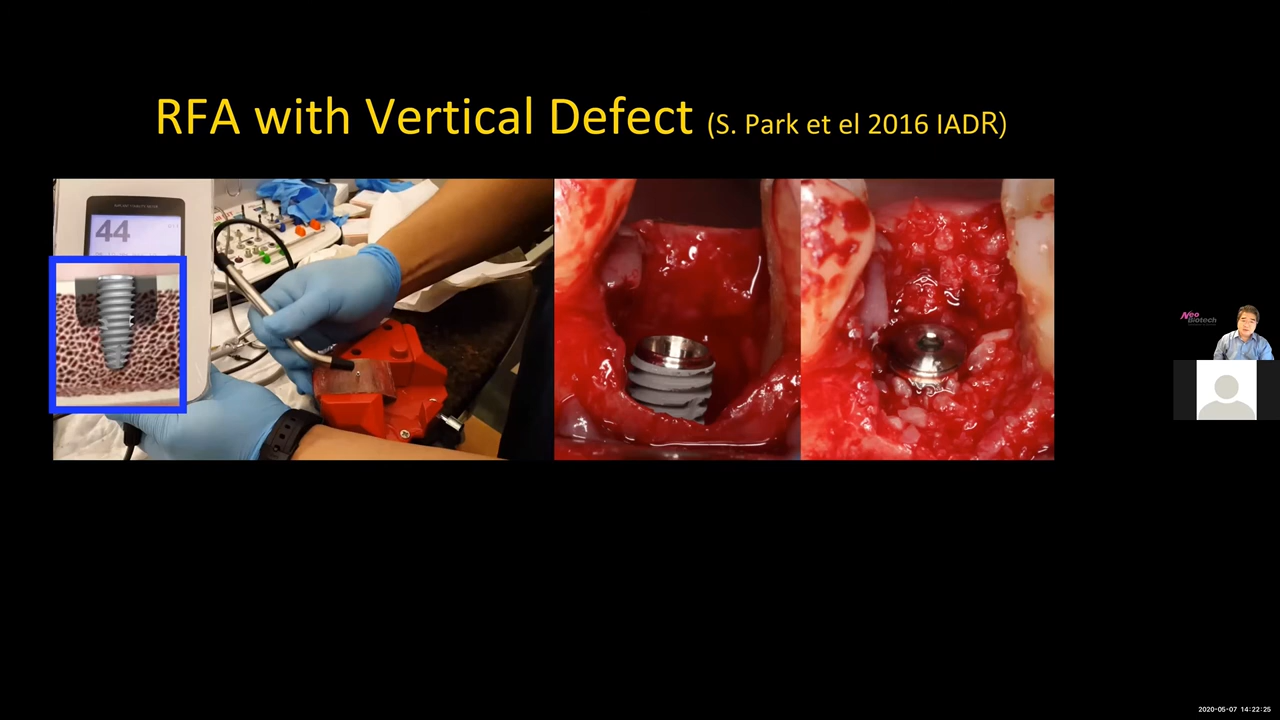 RFA with Vertical Defect (S. Park et el 2016 IADR)
44
Neo
Biotech
2020-05-07 14:22:25